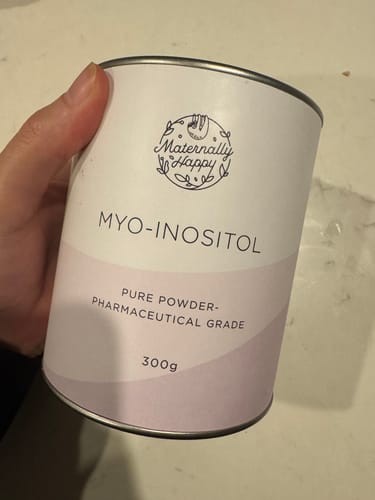 Maternally
Happy
MYO-INOSITOL
PURE POWDER-
PHARMACEUTICAL GRADE
300g